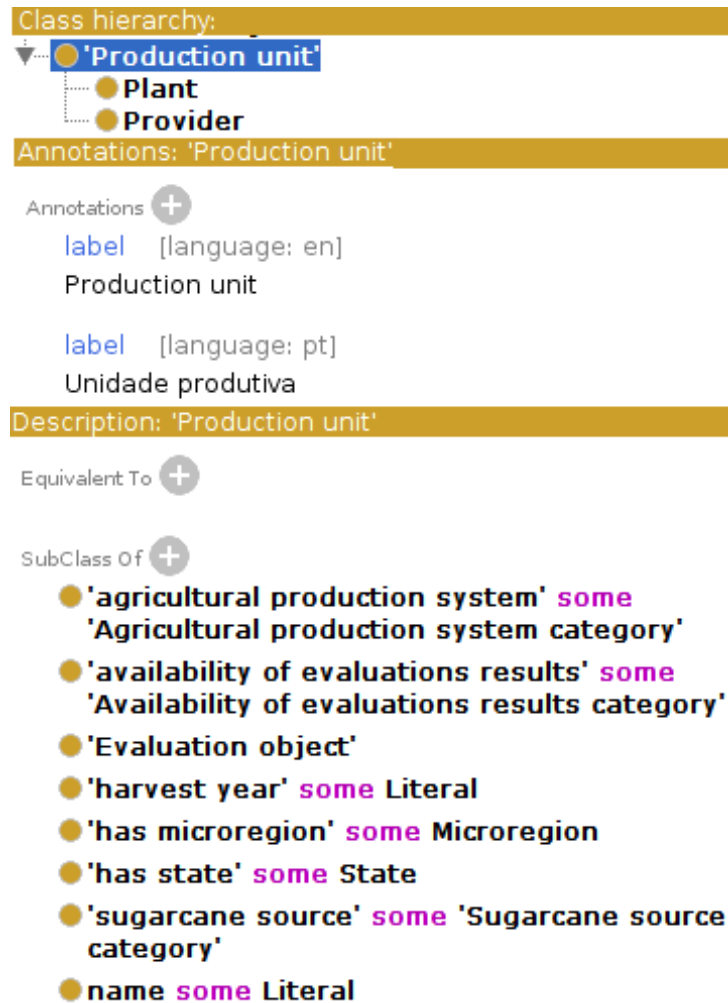 Class hierarchy:
'Production unit'
Plant
Provider
Annotations: 'Production unit'
Annotations
label [language: en]
Production unit
label [language: pt]
Unidade produtiva
Description: 'Production unit'
Equivalent To
SubClass Of
'agricultural production system' some
'Agricultural production system category'
'availability of evaluations results' some
'Availability of evaluations results category'
'Evaluation object'
'harvest year' some Literal
'has microregion' some Microregion
'has state' some State
'sugarcane source' some 'Sugarcane source
category'
name some Literal